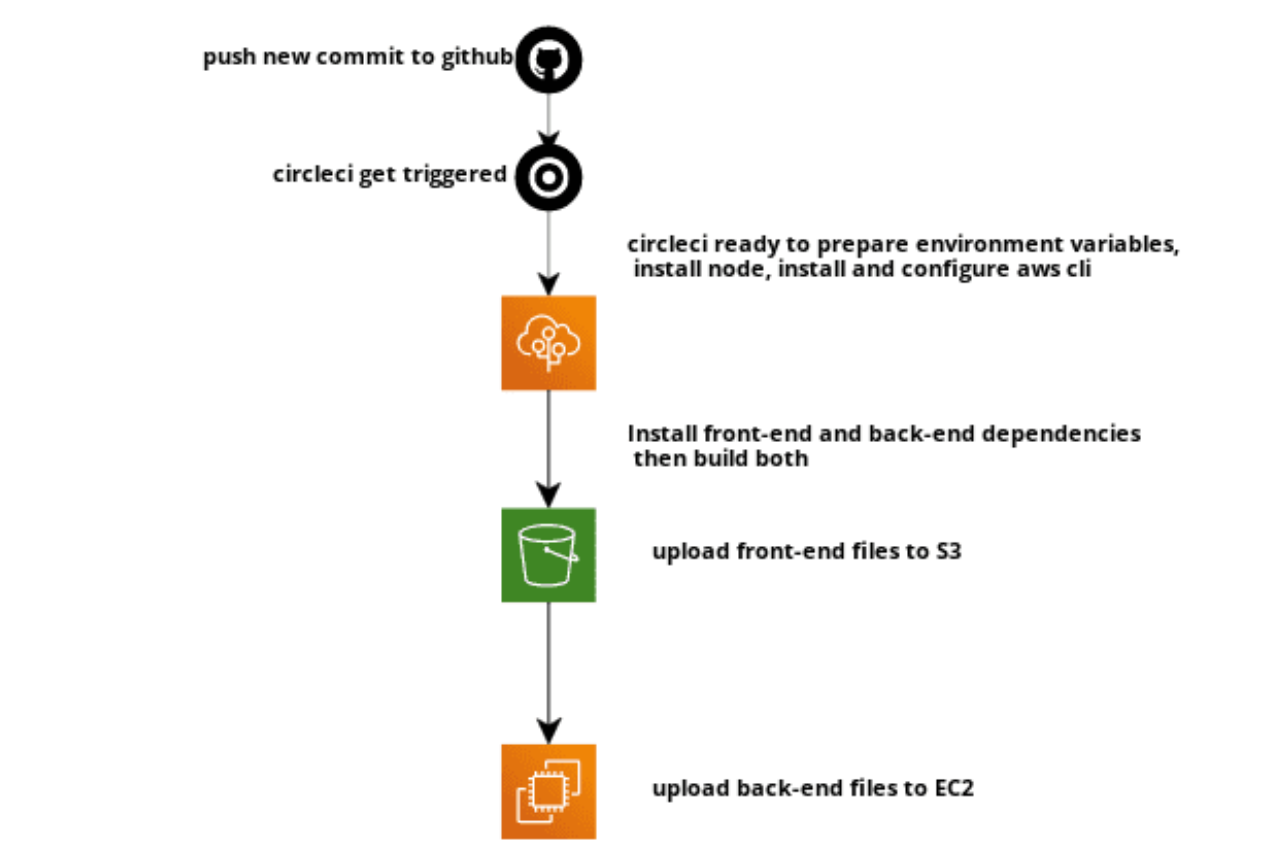 push new commit to github
circleci get triggered
circleci ready to prepare environment variables,
install node, install and configure aws cli
Install front-end and back-end dependencies
then build both
upload front-end files to S3
upload back-end files to EC2